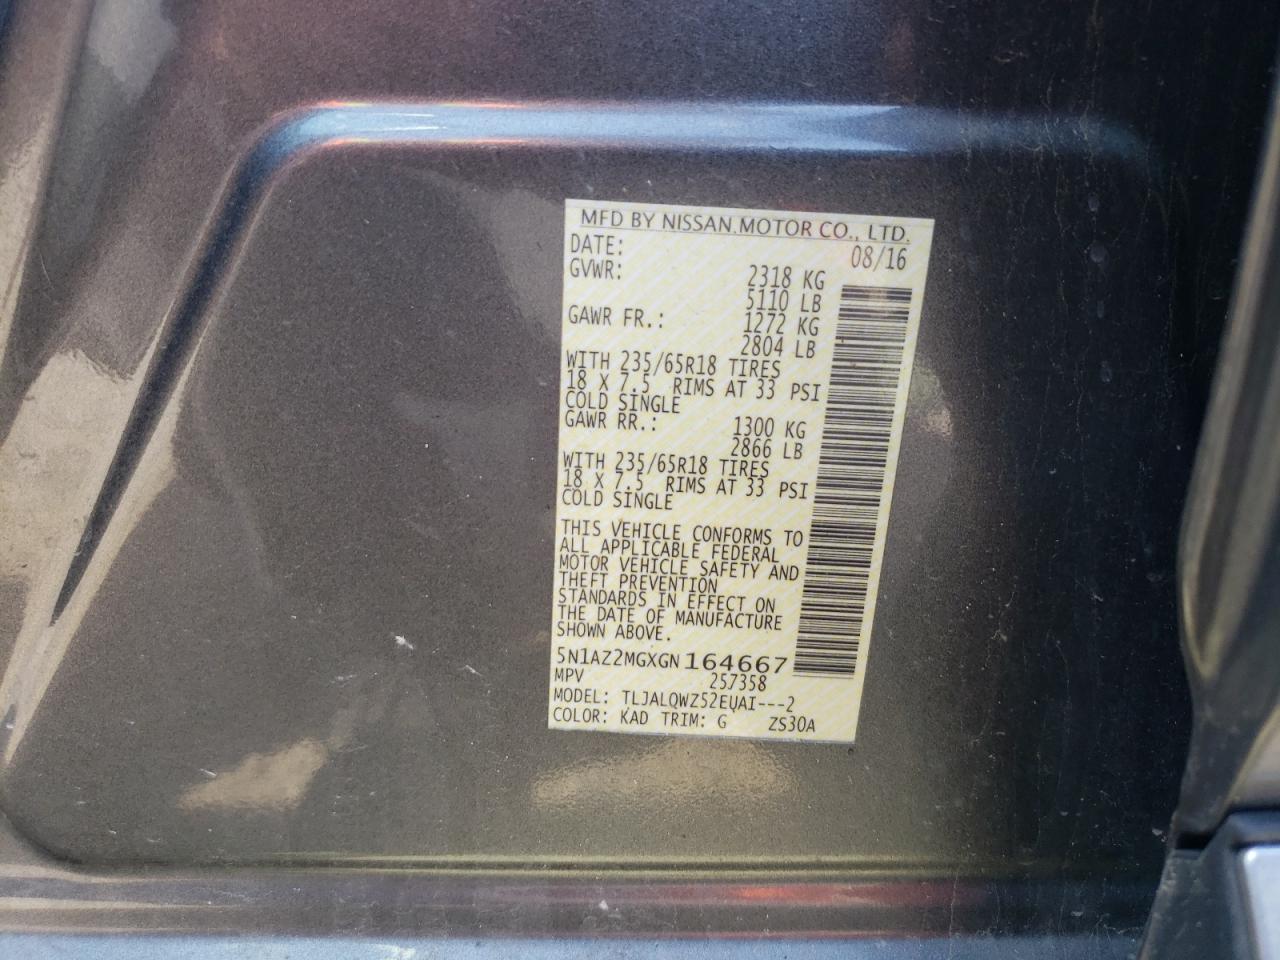 MFD BY NISSAN MOTOR CO., LTD.
DATE: 08/16
GVWR: 2318 KG
5110 LB
GAWR FR.: 1272 KG
2804 LB
WITH 235/65R18 TIRES
18 X 7.5 RIMS AT 33 PSI
COLD SINGLE
GAWR RR.: 1300 KG
2866 LB
WITH 235/65R18 TIRES
18 X 7.5 RIMS AT 33 PSI
COLD SINGLE
THIS VEHICLE CONFORMS TO
ALL APPLICABLE FEDERAL
MOTOR VEHICLE SAFETY AND
THEFT PREVENTION
STANDARDS IN EFFECT ON
THE DATE OF MANUFACTURE
SHOWN ABOVE.
5N1AZ2MGXGN164667
MPV 257358
MODEL: TLJALQWZ52EUAI---2
COLOR: KAD TRIM: G ZS30A